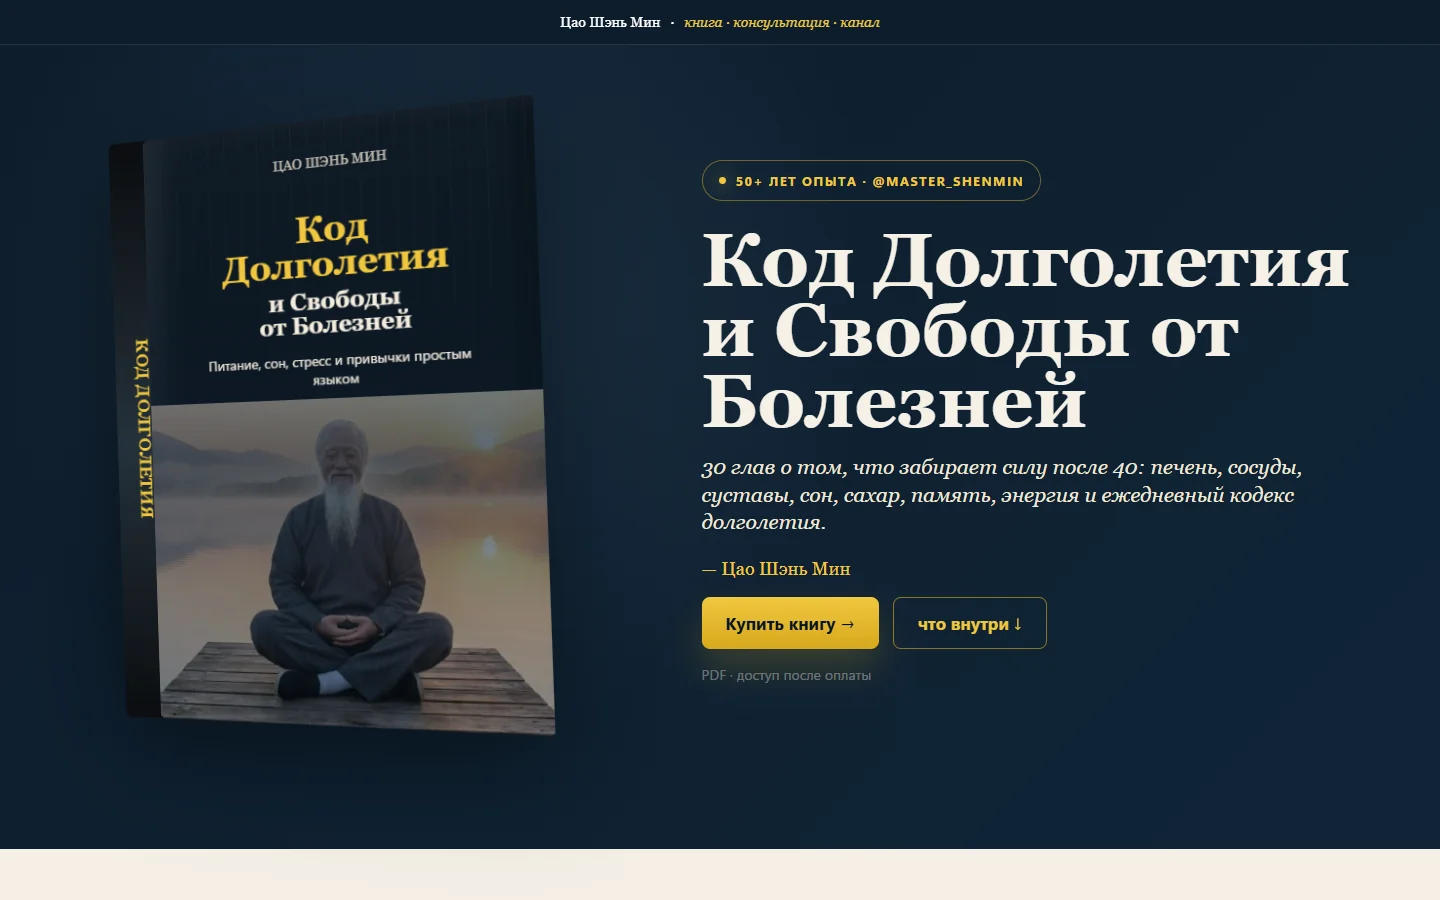 Цао Шэнь Мин · книга · консультация · канал
ЦАО ШЭНЬ МИН
Код
Долголетия
и Свободы
от Болезней
Питание, сон, стресс и привычки простым
языком
КОД ДОЛГОЛЕТИЯ
50+ ЛЕТ ОПЫТА · @MASTER_SHENMIN
Код Долголетия
и Свободы от
Болезней
30 глав о том, что забирает силу после 40: печень, сосуды,
суставы, сон, сахар, память, энергия и ежедневный кодекс
долголетия.
— Цао Шэнь Мин
Купить книгу →
что внутри ↓
PDF · доступ после оплаты